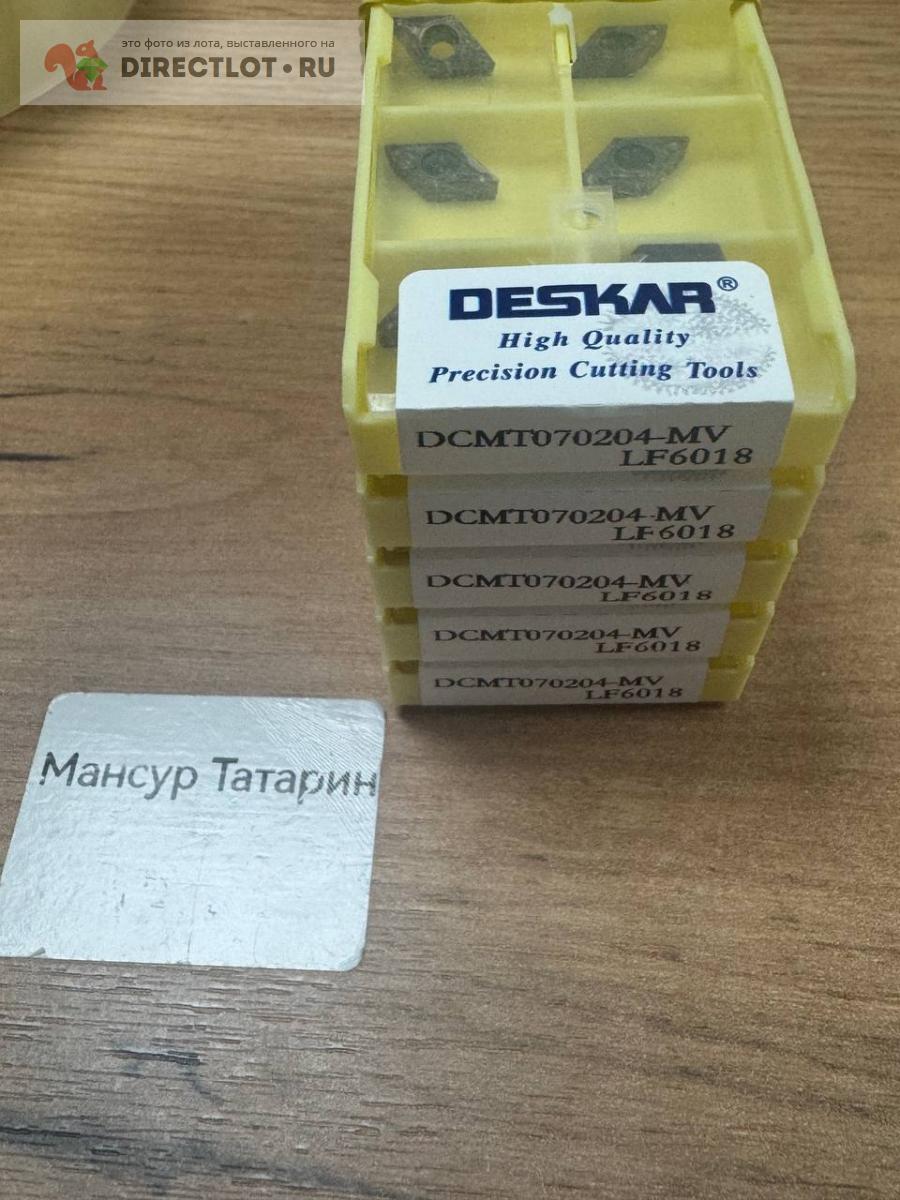 это фото из лота, выставленного на
DIRECTLOT•RU
DESKAR®
High Quality
Precision Cutting Tools
DCMT070204-MV
LF6018
DCMT070204-MV
LF6018
DCMT070204-MV
LF6018
DCMT070204-MV
LF6018
DCMT070204-MV
LF6018
Мансур Татарин